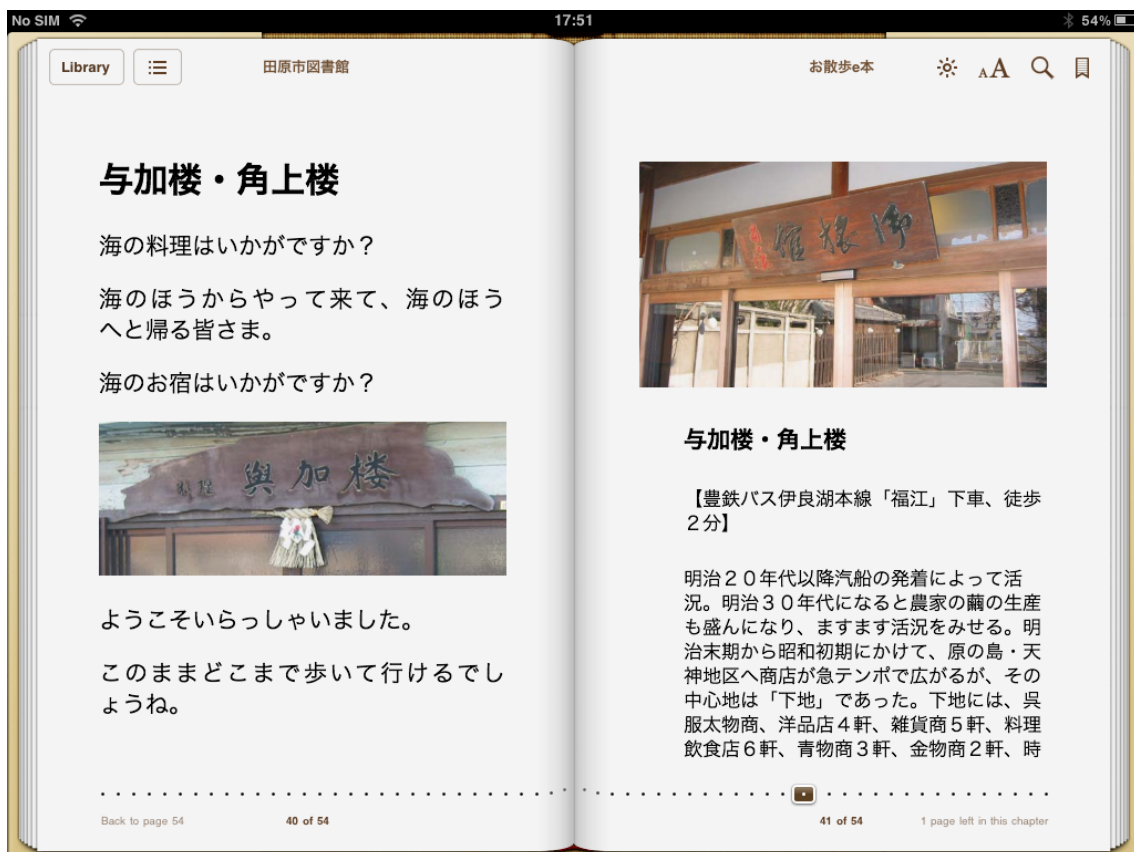 No SIM
17:51
54%
Library
田原市図書館
お散歩e本
AA
与加楼・角上楼
海の料理はいかがですか？
海のほうからやって来て、海のほう
へと帰る皆さま。
海のお宿はいかがですか？
與加楼
ようこそいらっしゃいました。
このままどこまで歩いて行けるでし
ょうね。
Back to page 54
40 of 54
御旅館
与加楼・角上楼
【豊鉄バス伊良湖本線「福江」下車、徒歩
２分】
明治２０年代以降汽船の発着によって活
況。明治３０年代になると農家の繭の生産
も盛んになり、ますます活況をみせる。明
治末期から昭和初期にかけて、原の島・天
神地区へ商店が急テンポで広がるが、その
中心地は「下地」であった。下地には、呉
服太物商、洋品店４軒、雑貨商５軒、料理
飲食店６軒、青物商３軒、金物商２軒、時
41 of 54
1 page left in this chapter